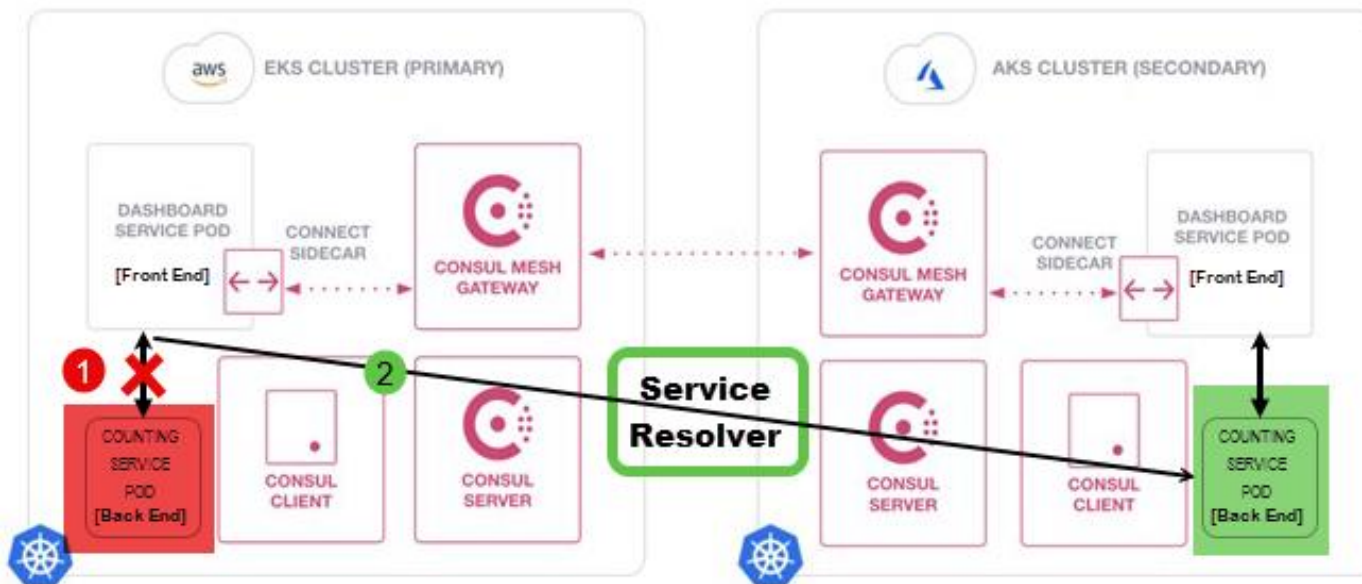 aws
EKS CLUSTER (PRIMARY)
DASHBOARD
SERVICE POD
[Front End]
CONNECT
SIDECAR
CONSUL MESH
GATEWAY
1
2
COUNTING
SERVICE
POD
[Back End]
CONSUL
CLIENT
CONSUL
SERVER
Service
Resolver
AKS CLUSTER (SECONDARY)
CONSUL MESH
GATEWAY
CONNECT
SIDECAR
DASHBOARD
SERVICE POD
[Front End]
CONSUL
SERVER
CONSUL
CLIENT
COUNTING
SERVICE
POD
[Back End]